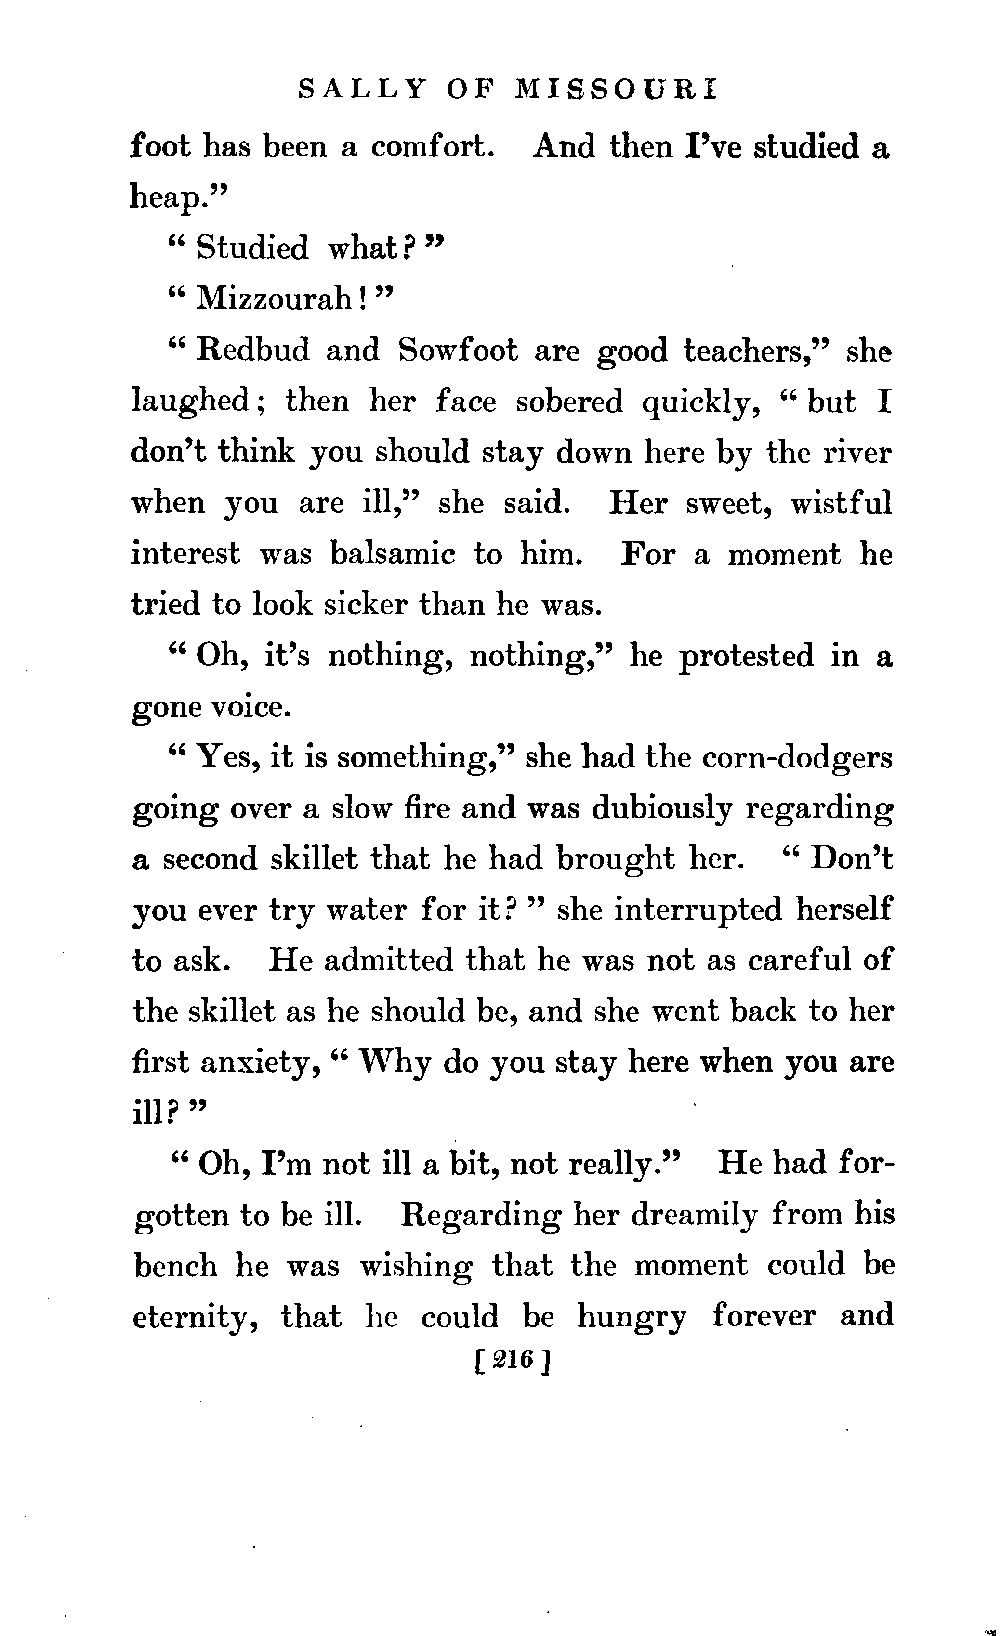 SALLY OF MISSOURI
foot has been a comfort. And then I've studied a
heap."
" Studied what? "
" Mizzourah! "
" Redbud and Sowfoot are good teachers," she
laughed; then her face sobered quickly, " but I
don't think you should stay down here by the river
when you are ill," she said. Her sweet, wistful
interest was balsamic to him. For a moment he
tried to look sicker than he was.
" Oh, it's nothing, nothing," he protested in a
gone voice.
" Yes, it is something," she had the corn-dodgers
going over a slow fire and was dubiously regarding
a second skillet that he had brought her. " Don't
you ever try water for it? " she interrupted herself
to ask. He admitted that he was not as careful of
the skillet as he should be, and she went back to her
first anxiety, " Why do you stay here when you are
ill? "
" Oh, I'm not ill a bit, not really." He had for-
gotten to be ill. Regarding her dreamily from his
bench he was wishing that the moment could be
eternity, that he could be hungry forever and
[ 216 ]